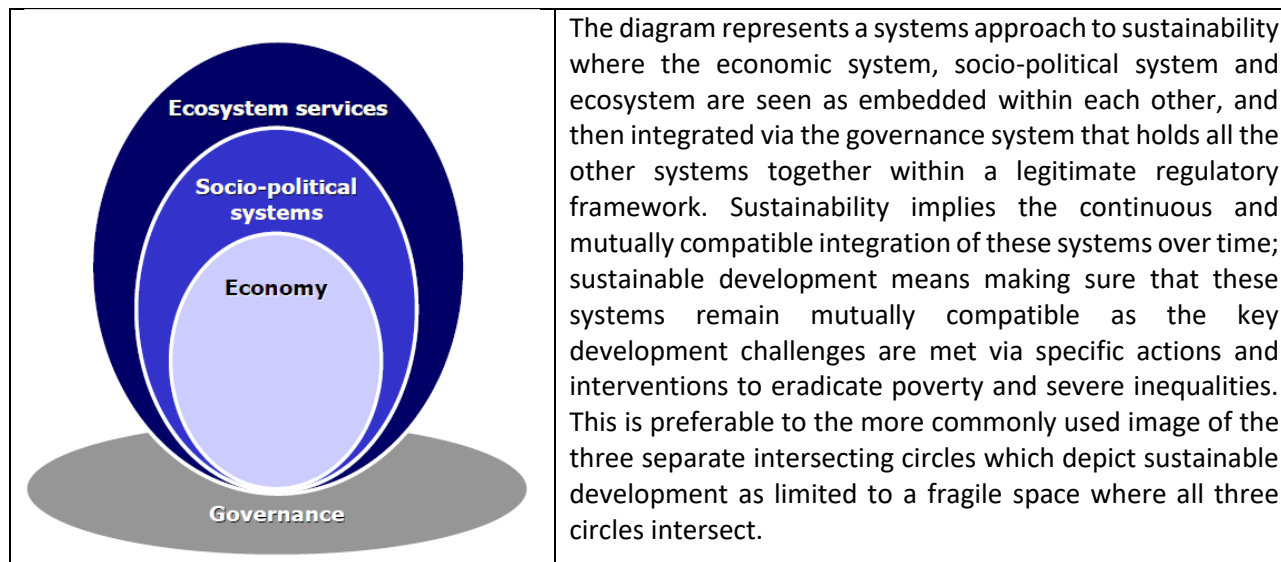 Ecosystem services
Socio-political
systems
Economy
Governance
The diagram represents a systems approach to sustainability
where the economic system, socio-political system and
ecosystem are seen as embedded within each other, and
then integrated via the governance system that holds all the
other systems together within a legitimate regulatory
framework. Sustainability implies the continuous and
mutually compatible integration of these systems over time;
sustainable development means making sure that these
systems remain mutually compatible as the key
development challenges are met via specific actions and
interventions to eradicate poverty and severe inequalities.
This is preferable to the more commonly used image of the
three separate intersecting circles which depict sustainable
development as limited to a fragile space where all three
circles intersect.